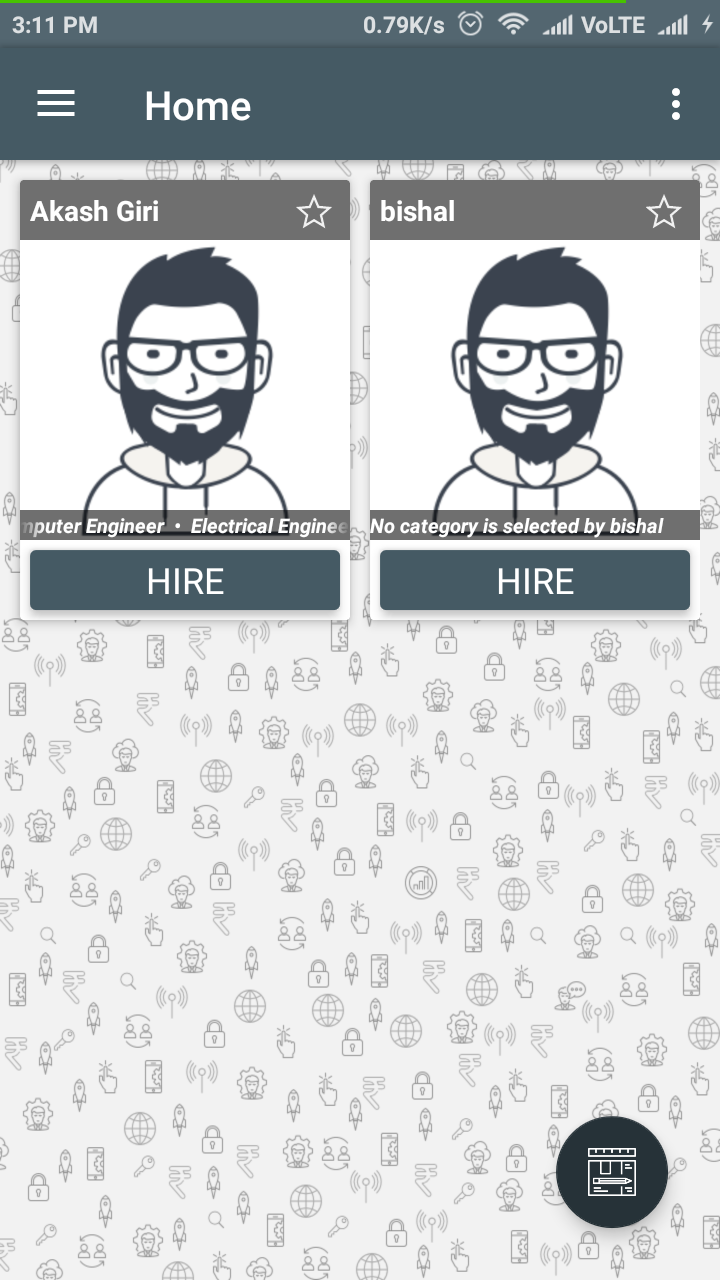 3:11 PM 0.79K/s VoLTE
Home
Akash Giri
bishal
nputer Engineer • Electrical Enginee
No category is selected by bishal
HIRE
HIRE